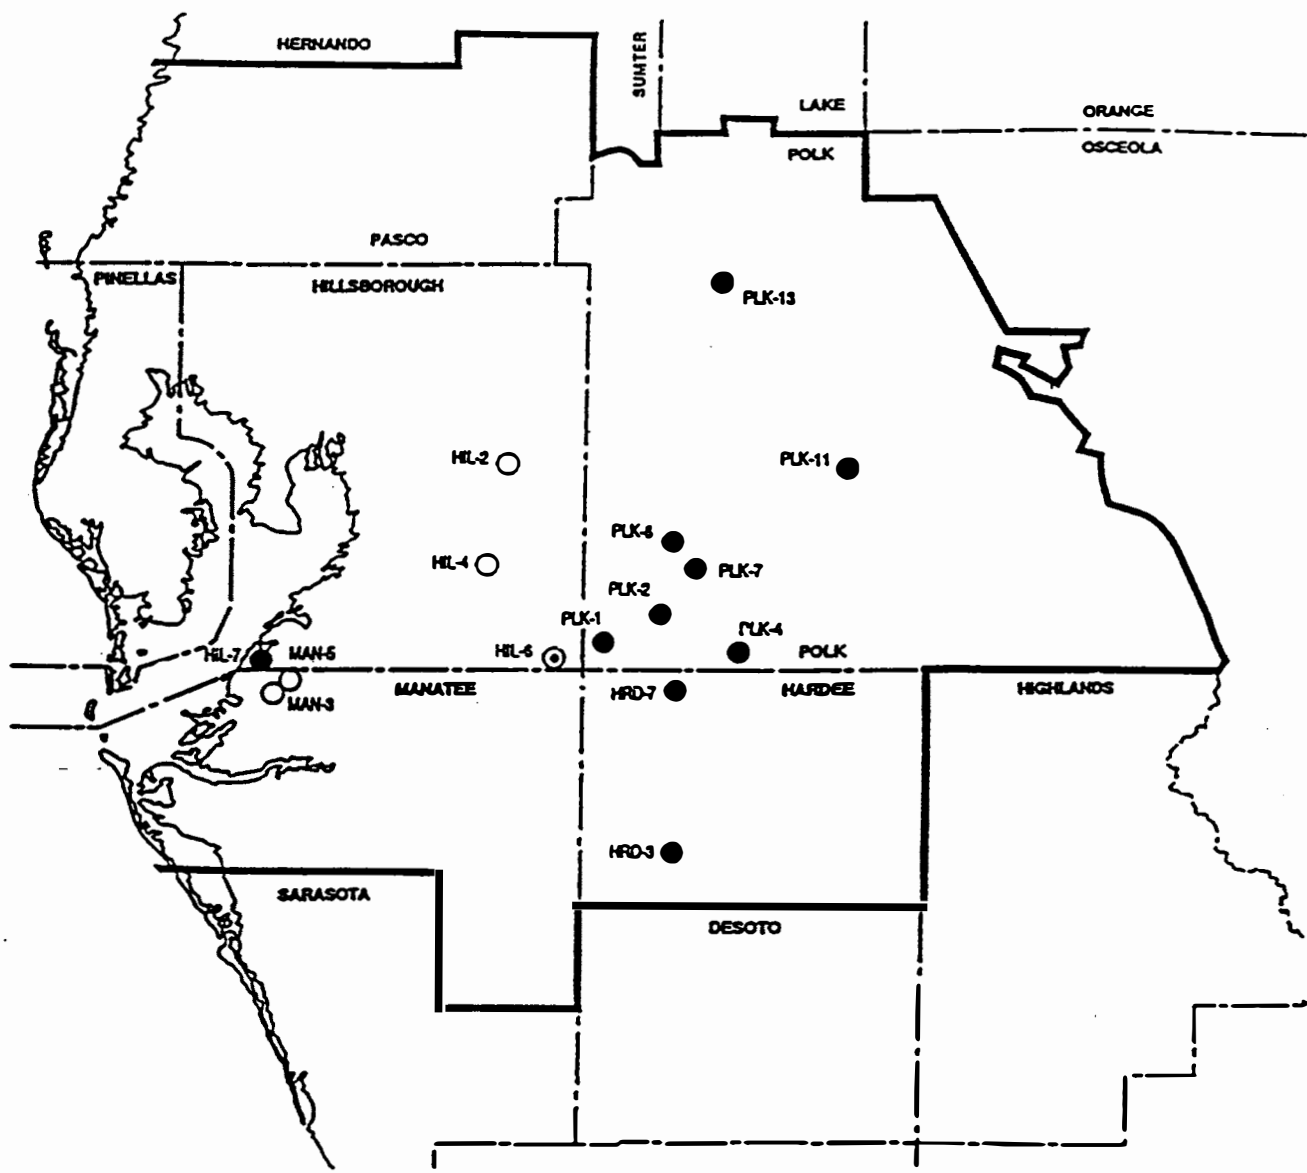 HERNANDO
SUMTER
LAKE
ORANGE
POLK
OSCEOLA
PASCO
PINELLAS
HILLSBOROUGH
PLK-13
HIL-2
PLK-11
PLK-6
HIL-4
PLK-7
PLK-2
PLK-1
PLK-4
HIL-7
MAN-5
HIL-6
POLK
MANATEE
HRD-7
HARDEE
HIGHLANDS
MAN-3
HRD-3
SARASOTA
DESOTO